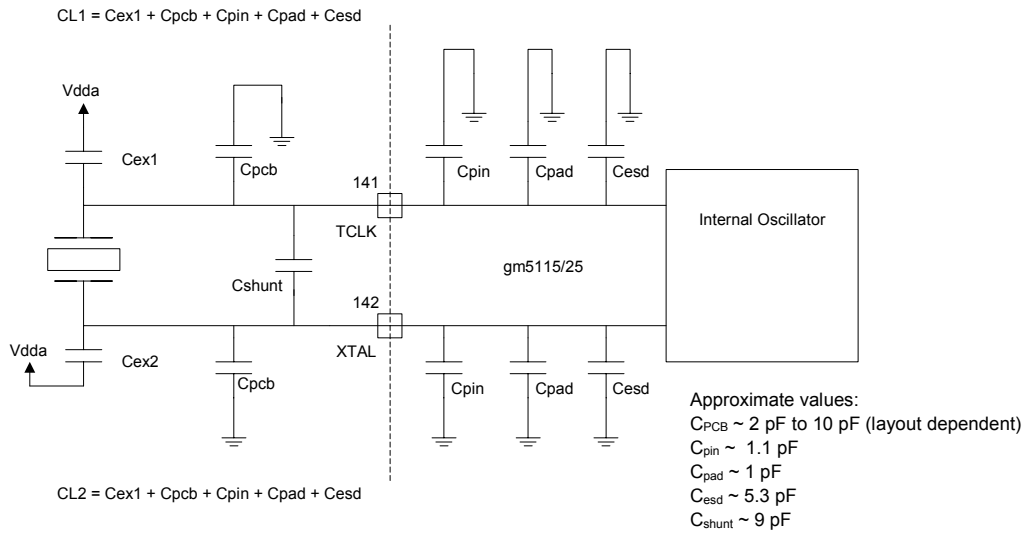 CL1 = Cex1 + Cpcb + Cpin + Cpad + Cesd
Vdda
Cex1
Cpcb
Cpin
Cpad
Cesd
141
TCLK
Internal Oscillator
gm5115/25
Cshunt
142
XTAL
Vdda
Cex2
Cpcb
Cpin
Cpad
Cesd
Approximate values:
CPCB ~ 2 pF to 10 pF (layout dependent)
Cpin ~ 1.1 pF
Cpad ~ 1 pF
Cesd ~ 5.3 pF
Cshunt ~ 9 pF
CL2 = Cex1 + Cpcb + Cpin + Cpad + Cesd